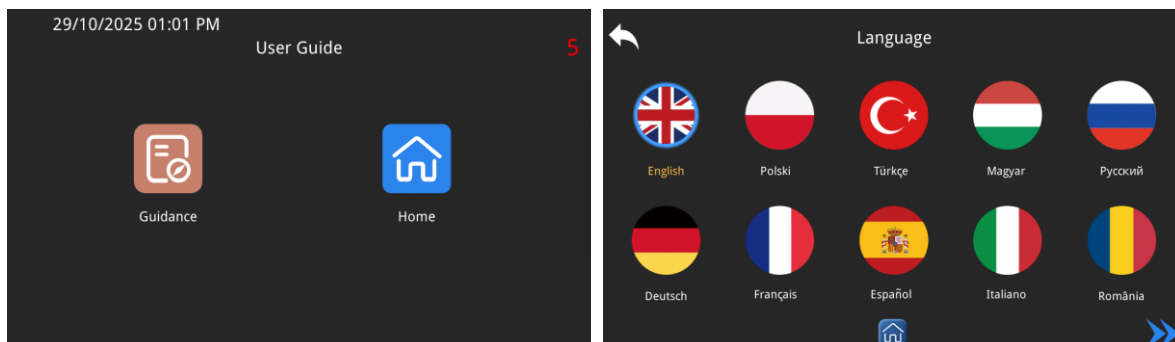 29/10/2025 01:01 PM
User Guide
5
Guidance
Home
Language
English
Polski
Türkçe
Magyar
Русский
Deutsch
Français
Español
Italiano
România